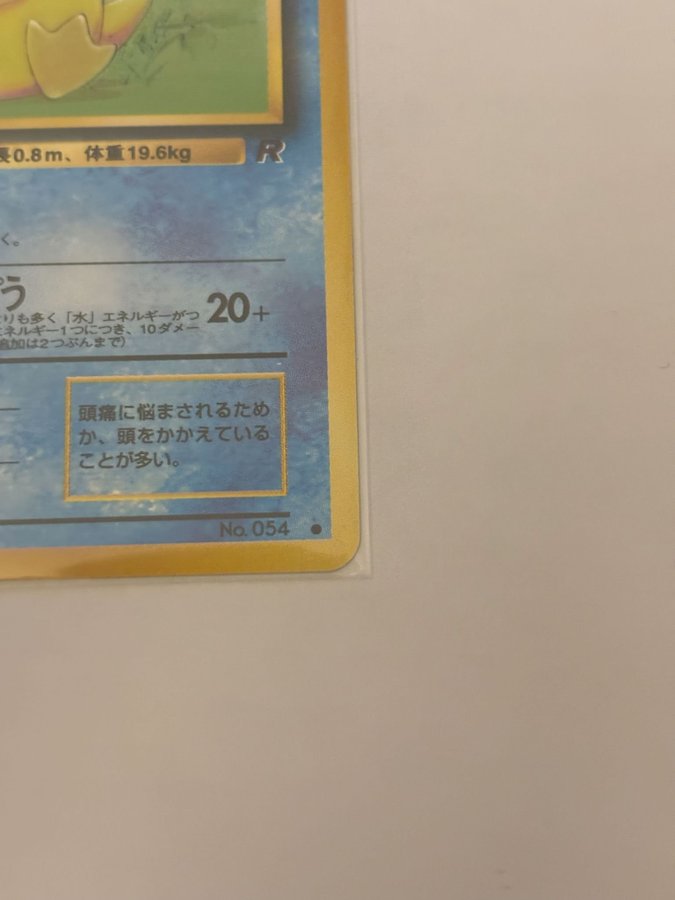 長0.8m、体重19.6kg
R
く。
ぷう
りも多く「水」エネルギーがつ
エネルギー1つにつき、10ダメー
追加は2つぶんまで)
20+
頭痛に悩まされるため
か、頭をかかえている
ことが多い。
No. 054 ●